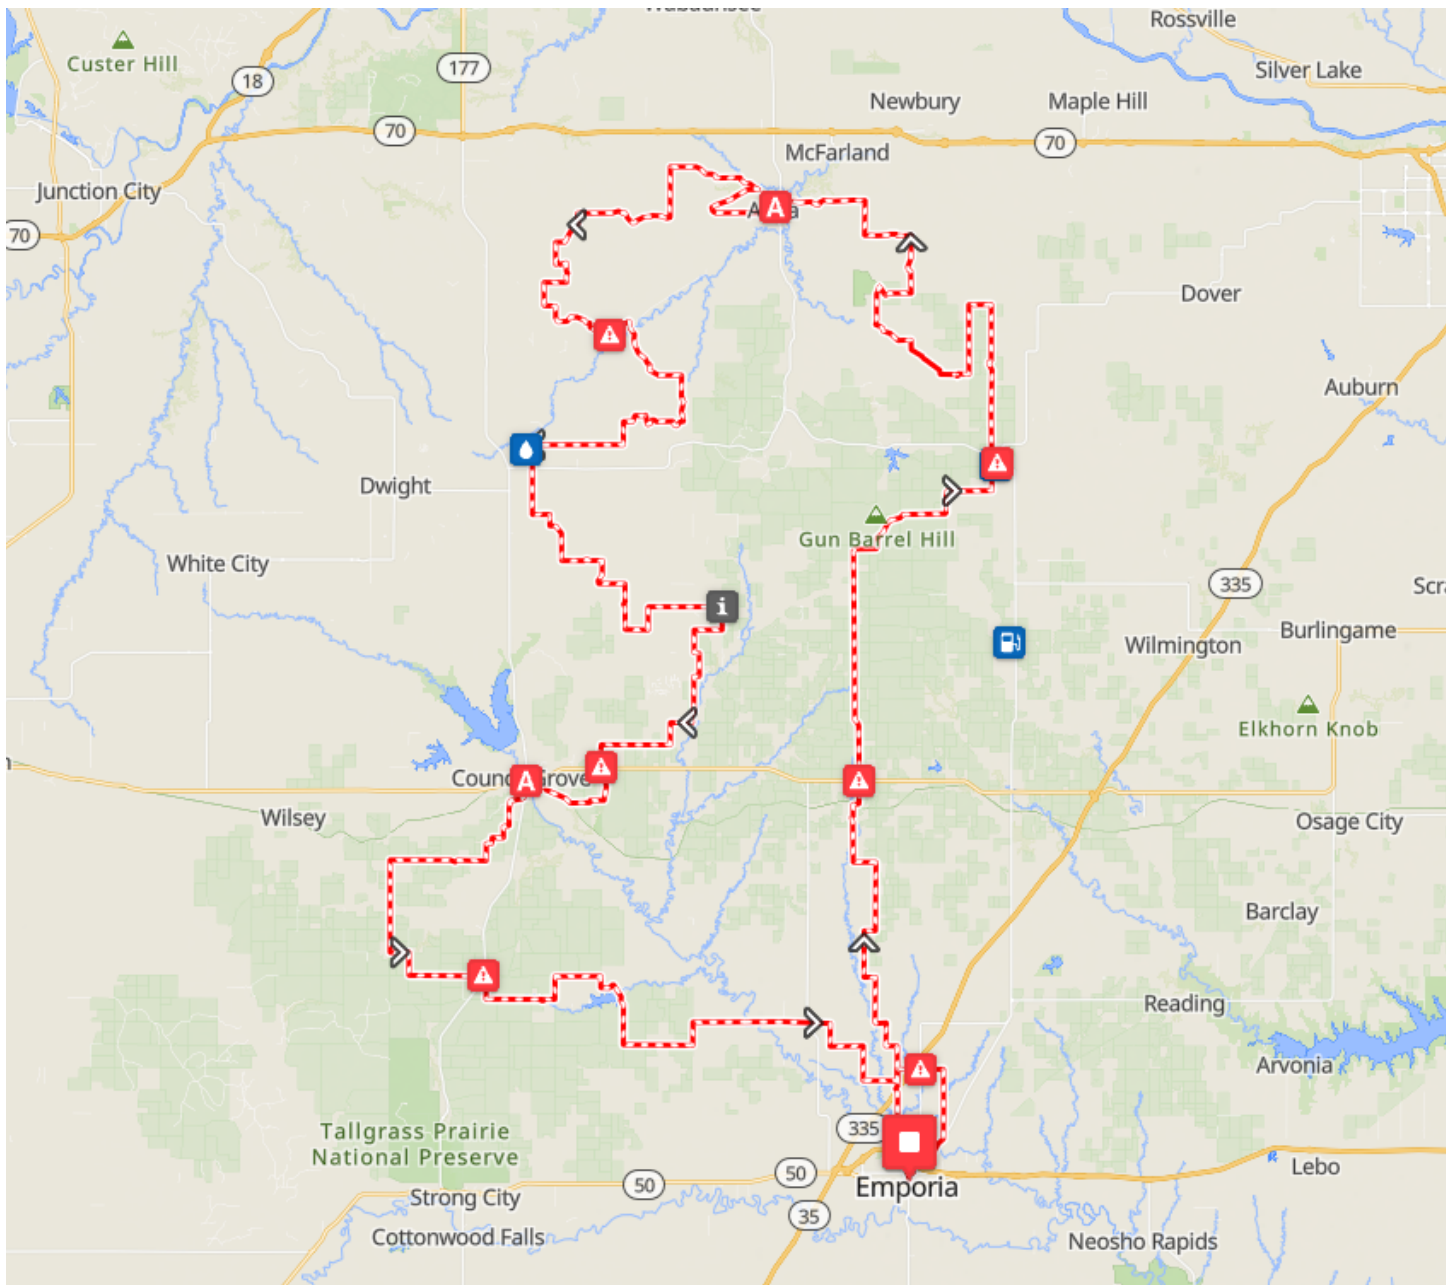 Rossville
Custer Hill
Silver Lake
177
18
Newbury
Maple Hill
70
70
McFarland
Junction City
A
70
Dover
Auburn
Dwight
Gun Barrel Hill
White City
335
i
Burlingame
Wilmington
Elkhorn Knob
A
Wilsey
Osage City
Barclay
Reading
Arvonia
335
Tallgrass Prairie
National Preserve
50
50
Lebo
Emporia
Strong City
35
Cottonwood Falls
Neosho Rapids